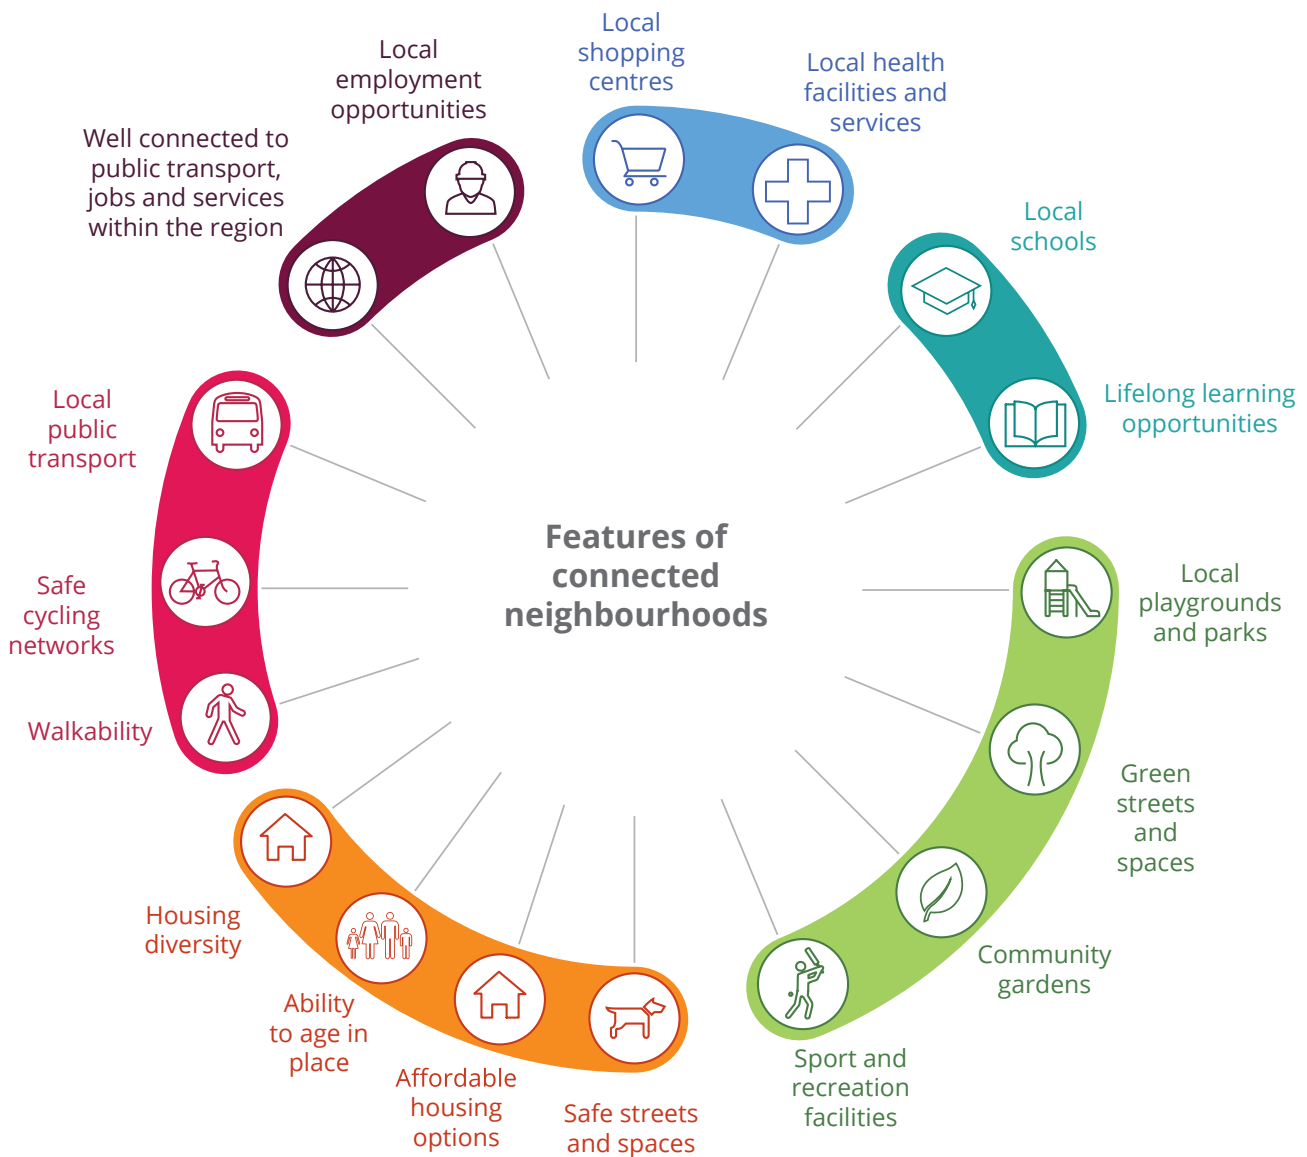 Features of
connected
neighbourhoods
Local
shopping
centres
Local health
facilities and
services
Local
schools
Lifelong learning
opportunities
Local
playgrounds
and parks
Green
streets
and
spaces
Community
gardens
Sport and
recreation
facilities
Safe streets
and spaces
Affordable
housing
options
Ability
to age in
place
Housing
diversity
Walkability
Safe
cycling
networks
Local
public
transport
Well connected to
public transport,
jobs and services
within the region
Local
employment
opportunities